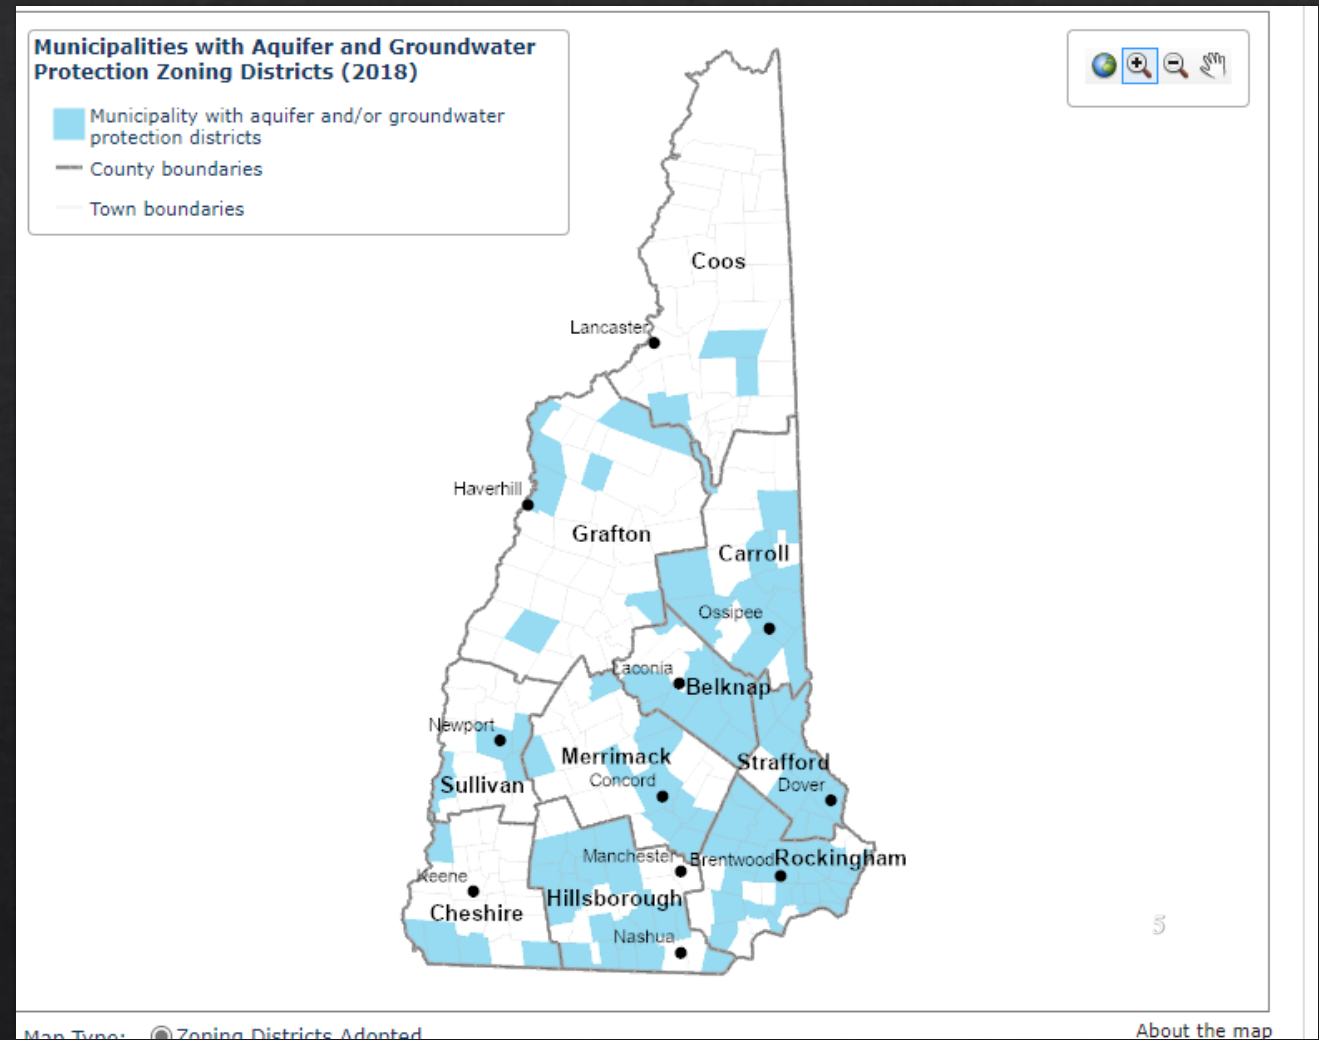 Municipalities with Aquifer and Groundwater
Protection Zoning Districts (2018)
Municipality with aquifer and/or groundwater
protection districts
County boundaries
Town boundaries
Coos
Lancaster
Haverhill
Grafton
Carroll
Ossipee
Laconia
Belknap
Newport
Merrimack
Strafford
Concord
Sullivan
Dover
Manchester
Brentwood
Rockingham
Keene
Hillsborough
Cheshire
Nashua
5
Map Type: Zoning Districts Adopted
About the map